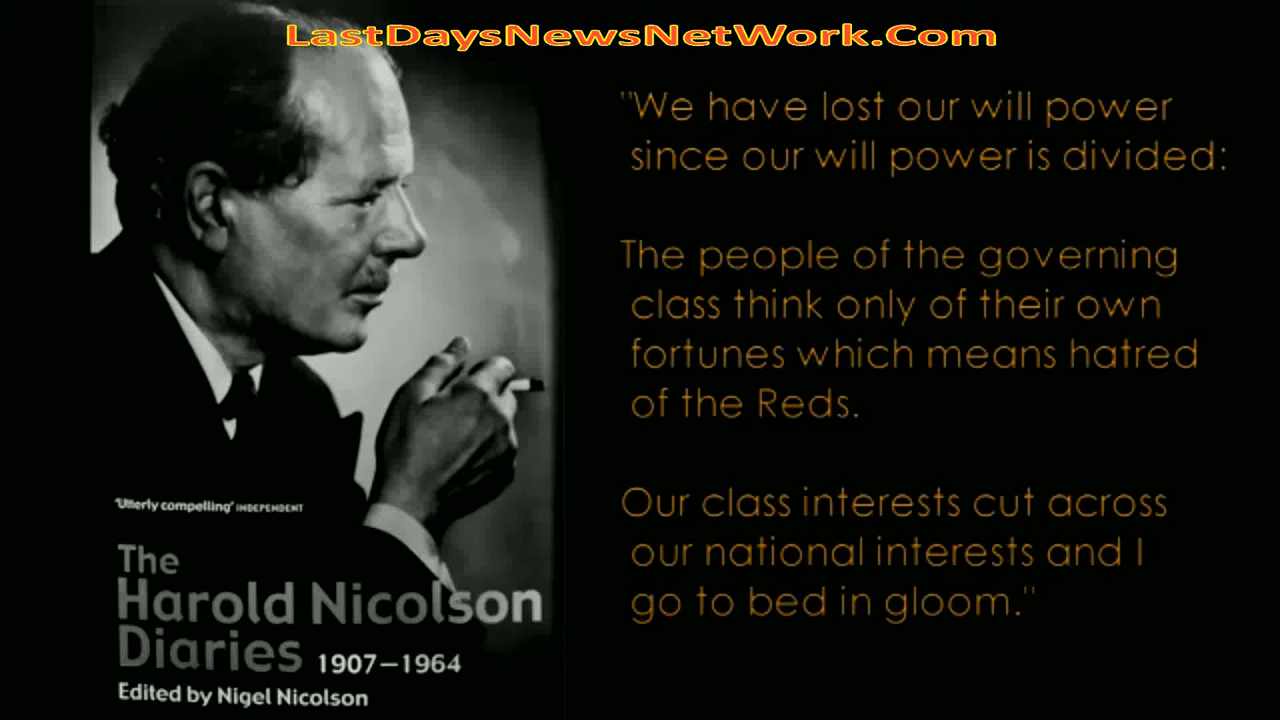 LastDaysNewsNetWork.Com
"We have lost our will power
since our will power is divided:
The people of the governing
class think only of their own
fortunes which means hatred
of the Reds.
Our class interests cut across
our national interests and I
go to bed in gloom."
'Utterly compelling' INDEPENDENT
The
Harold Nicolson
Diaries 1907–1964
Edited by Nigel Nicolson